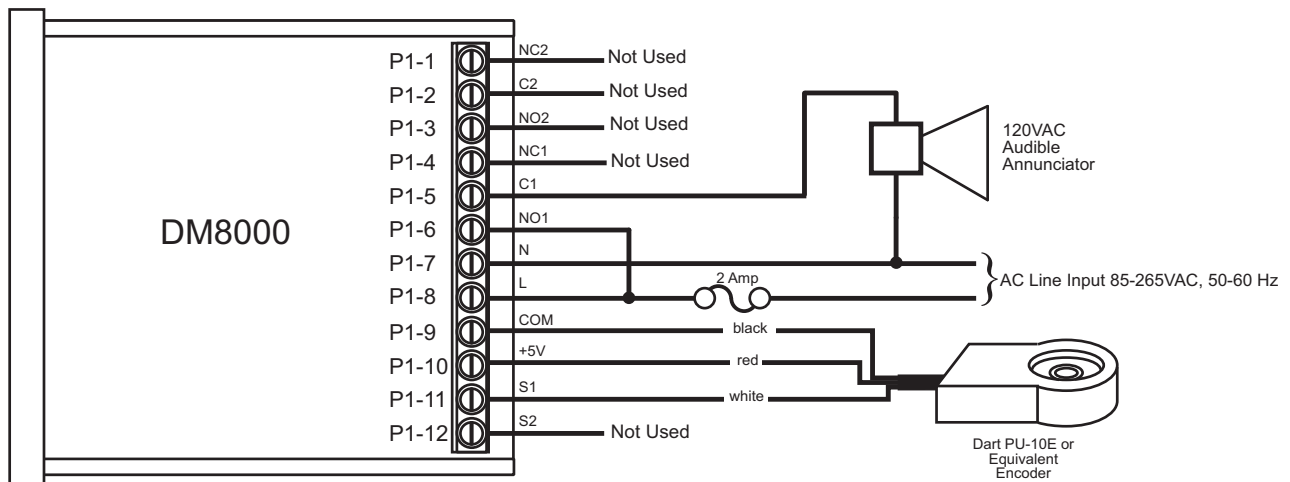 P1-1 NC2 Not Used
P1-2 C2 Not Used
P1-3 NO2 Not Used
P1-4 NC1 Not Used
120VAC
Audible
Annunciator
P1-5 C1
DM8000
P1-6 NO1
P1-7 N
AC Line Input 85-265VAC, 50-60 Hz
P1-8 L 2 Amp
P1-9 COM black
P1-10 +5V red
P1-11 S1 white
P1-12 S2 Not Used
Dart PU-10E or
Equivalent
Encoder